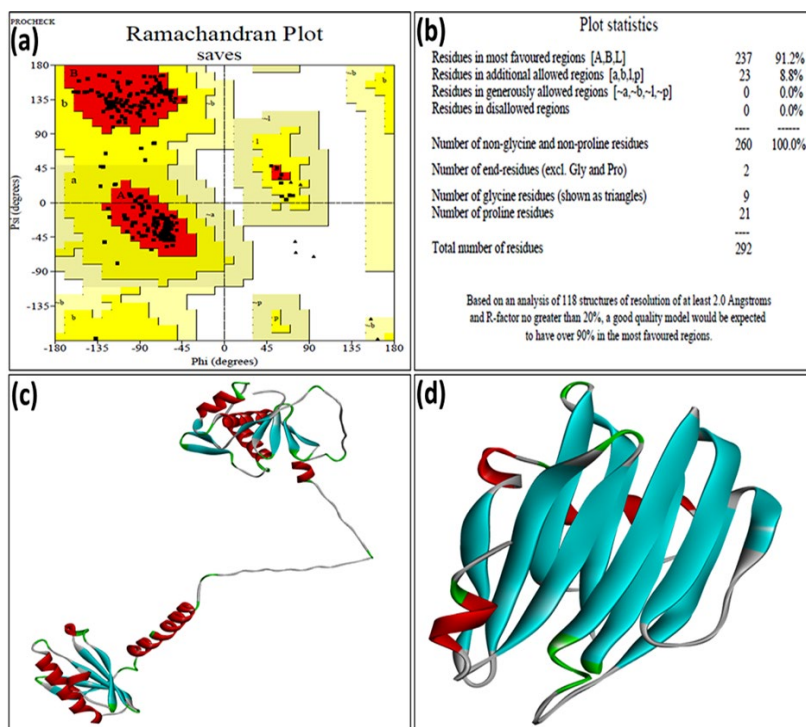 PROCHECK
(a)
Ramachandran Plot
saves
B
b
b
~l
l
a
A
~a
~b
~p
p
b
~b
~b
180
135
90
45
0
-45
-90
-135
-180
-135
-90
-45
0
45
90
135
180
Psi (degrees)
Phi (degrees)
(b)
Plot statistics
Residues in most favoured regions [A,B,L] 237 91.2%
Residues in additional allowed regions [a,b,l,p] 23 8.8%
Residues in generously allowed regions [~a,~b,~l,~p] 0 0.0%
Residues in disallowed regions 0 0.0%
---- ------
Number of non-glycine and non-proline residues 260 100.0%
Number of end-residues (excl. Gly and Pro) 2
Number of glycine residues (shown as triangles) 9
Number of proline residues 21
----
Total number of residues 292
Based on an analysis of 118 structures of resolution of at least 2.0 Angstroms
and R-factor no greater than 20%, a good quality model would be expected
to have over 90% in the most favoured regions.
(c)
(d)